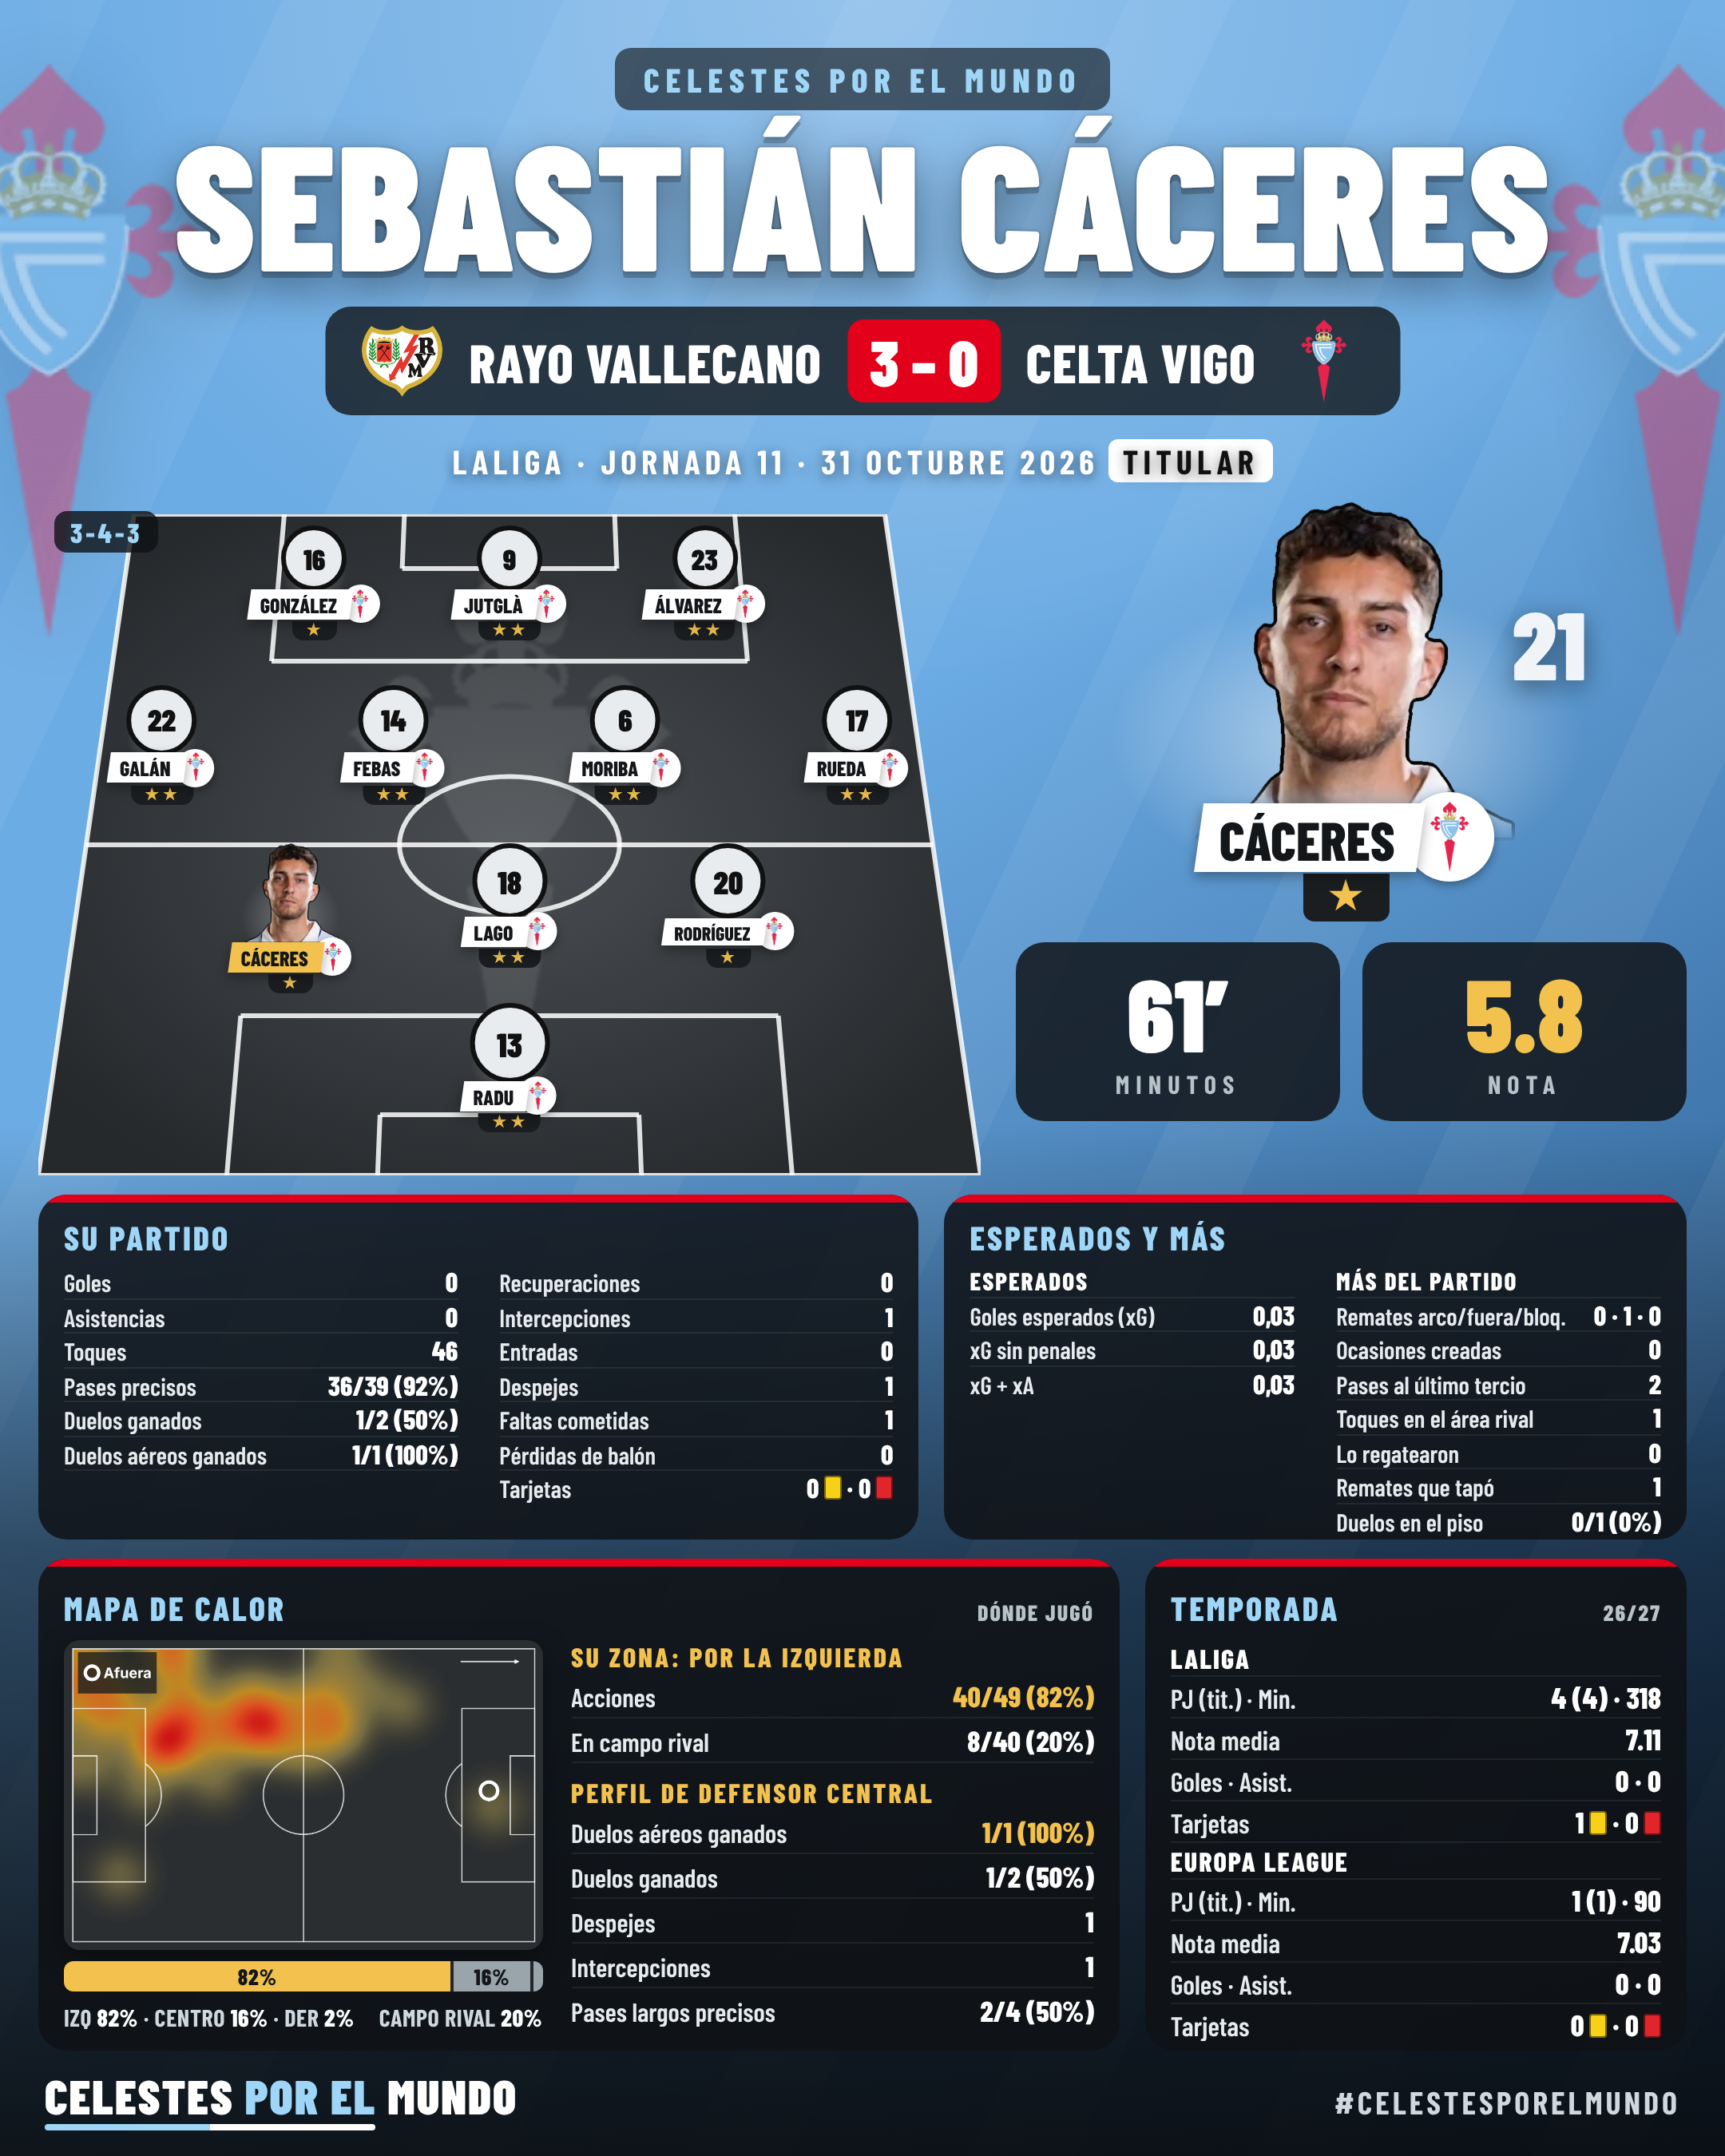 CELESTES POR EL MUNDO
SEBASTIÁN CÁCERES
RAYO VALLECANO 3 – 0 CELTA VIGO
LALIGA · JORNADA 11 · 31 OCTUBRE 2026 TITULAR
3-4-3
16 9 23
GONZÁLEZ JUTGLÀ ÁLVAREZ
22 14 6 17
GALÁN FEBAS MORIBA RUEDA
18 20
CÁCERES LAGO RODRÍGUEZ
13
RADU
21
CÁCERES
61’ 5.8
MINUTOS NOTA
SU PARTIDO
Goles 0
Asistencias 0
Toques 46
Pases precisos 36/39 (92%)
Duelos ganados 1/2 (50%)
Duelos aéreos ganados 1/1 (100%)
Recuperaciones 0
Intercepciones 1
Entradas 0
Despejes 1
Faltas cometidas 1
Pérdidas de balón 0
Tarjetas 0 · 0
ESPERADOS Y MÁS
ESPERADOS
Goles esperados (xG) 0,03
xG sin penales 0,03
xG + xA 0,03
MÁS DEL PARTIDO
Remates arco/fuera/bloq. 0 · 1 · 0
Ocasiones creadas 0
Pases al último tercio 2
Toques en el área rival 1
Lo regatearon 0
Remates que tapó 1
Duelos en el piso 0/1 (0%)
MAPA DE CALOR DÓNDE JUGÓ
Afuera
82% 16%
IZQ 82% · CENTRO 16% · DER 2% CAMPO RIVAL 20%
SU ZONA: POR LA IZQUIERDA
Acciones 40/49 (82%)
En campo rival 8/40 (20%)
PERFIL DE DEFENSOR CENTRAL
Duelos aéreos ganados 1/1 (100%)
Duelos ganados 1/2 (50%)
Despejes 1
Intercepciones 1
Pases largos precisos 2/4 (50%)
TEMPORADA 26/27
LALIGA
PJ (tit.) · Min. 4 (4) · 318
Nota media 7.11
Goles · Asist. 0 · 0
Tarjetas 1 · 0
EUROPA LEAGUE
PJ (tit.) · Min. 1 (1) · 90
Nota media 7.03
Goles · Asist. 0 · 0
Tarjetas 0 · 0
CELESTES POR EL MUNDO
#CELESTESPORELMUNDO